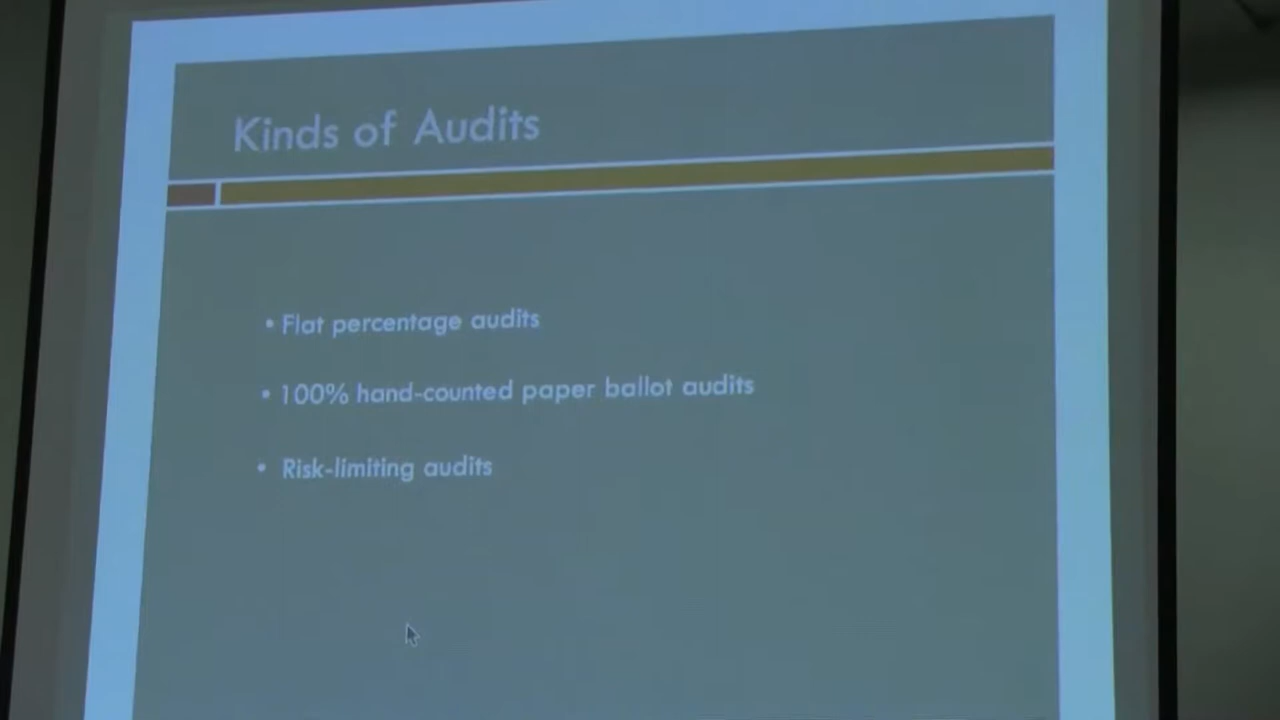 Kinds of Audits
• Flat percentage audits
• 100% hand-counted paper ballot audits
• Risk-limiting audits